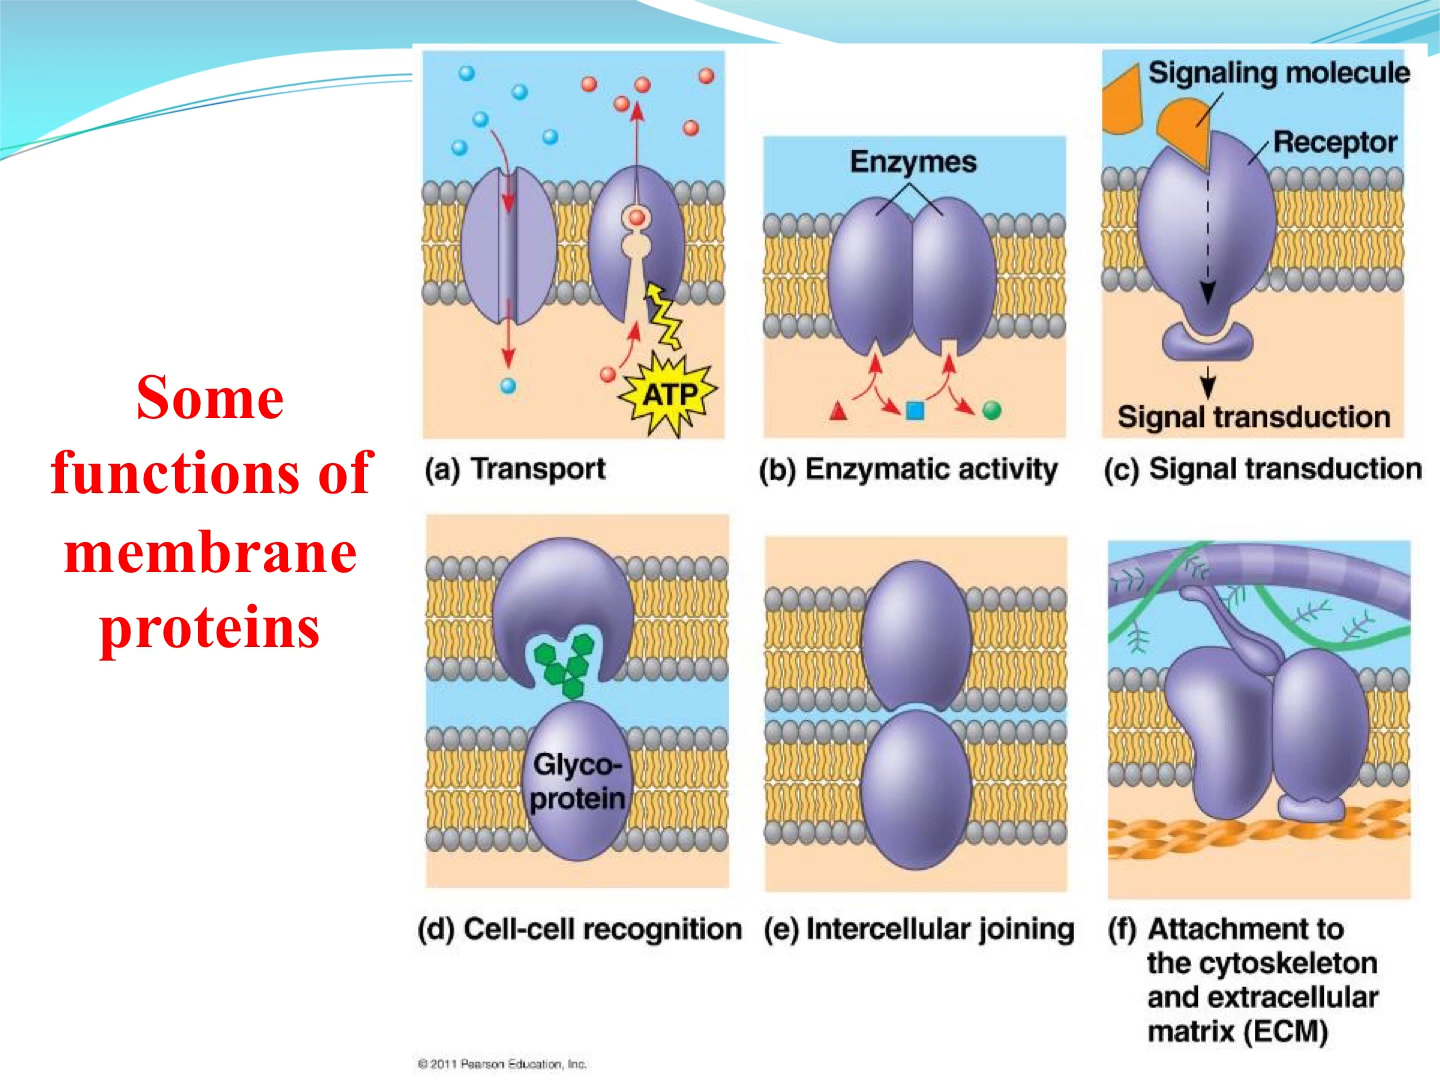 Some
functions of
membrane
proteins
ATP
(a) Transport
Enzymes
(b) Enzymatic activity
Signaling molecule
Receptor
Signal transduction
(c) Signal transduction
Glyco-
protein
(d) Cell-cell recognition
(e) Intercellular joining
(f) Attachment to
the cytoskeleton
and extracellular
matrix (ECM)
© 2011 Pearson Education, Inc.